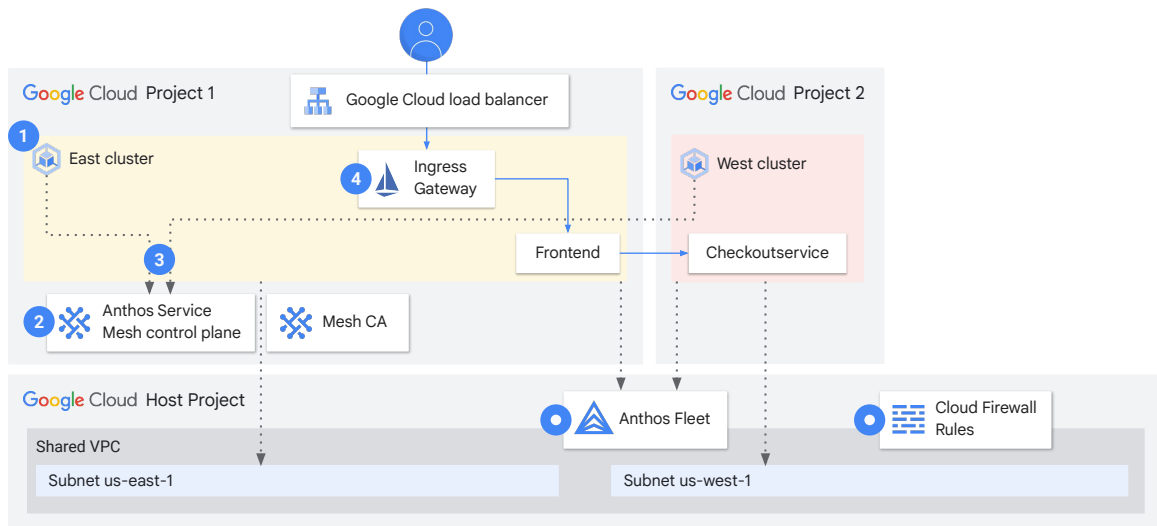 Google Cloud Project 1
Google Cloud load balancer
Google Cloud Project 2
1
East cluster
4
Ingress
Gateway
West cluster
3
Frontend
Checkoutservice
2
Anthos Service
Mesh control plane
Mesh CA
Google Cloud Host Project
Anthos Fleet
Cloud Firewall
Rules
Shared VPC
Subnet us-east-1
Subnet us-west-1